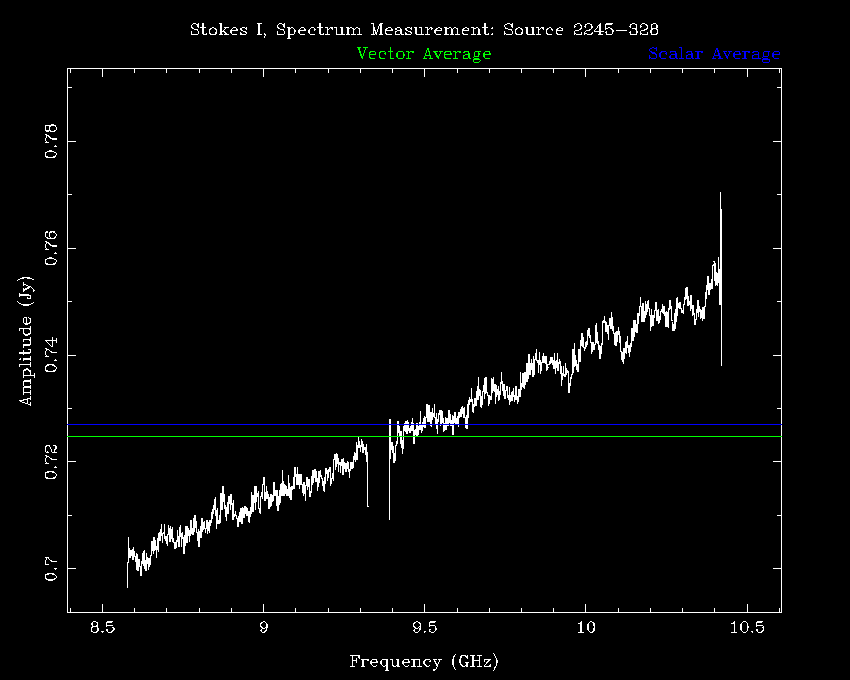 Stokes I, Spectrum Measurement: Source 2245−328
Vector Average Scalar Average
0.78
0.76
0.74
0.72
0.7
Amplitude (Jy)
8.5 9 9.5 10 10.5
Frequency (GHz)